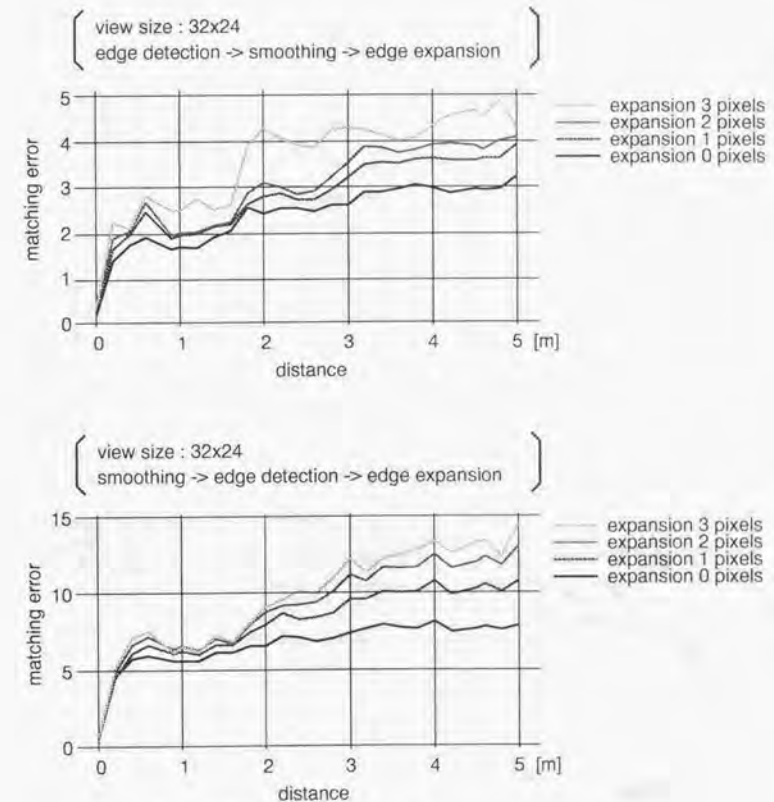 view size : 32x24
edge detection -> smoothing -> edge expansion
5
4
3
2
1
0
matching error
0 1 2 3 4 5 [m]
distance
expansion 3 pixels
expansion 2 pixels
expansion 1 pixels
expansion 0 pixels
view size : 32x24
smoothing -> edge detection -> edge expansion
15
10
5
0
matching error
0 1 2 3 4 5 [m]
distance
expansion 3 pixels
expansion 2 pixels
expansion 1 pixels
expansion 0 pixels